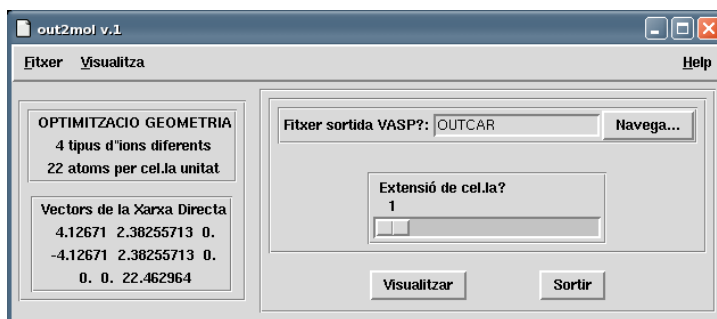 out2mol v.1
Fitxer Visualitza Help
OPTIMITZACIO GEOMETRIA
4 tipus d"ions diferents
22 atoms per cel.la unitat
Vectors de la Xarxa Directa
4.12671 2.38255713 0.
-4.12671 2.38255713 0.
0. 0. 22.462964
Fitxer sortida VASP?: OUTCAR Navega...
Extensió de cel.la?
1
Visualitzar Sortir